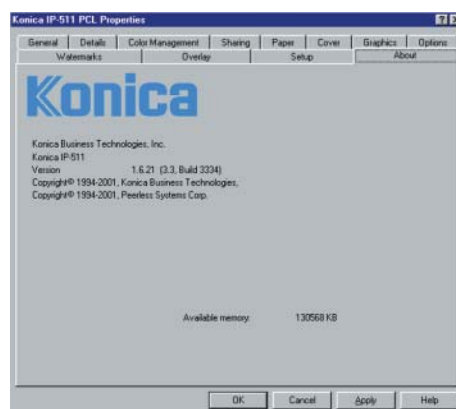 Konica IP-511 PCL Properties
General Details Color Management Sharing Paper Cover Graphics Options
Watermarks Overlay Setup About
Konica
Konica Business Technologies, Inc.
Konica IP-511
Version 1.6.21 (3.3, Build 3334)
Copyright© 1994-2001, Konica Business Technologies,
Copyright© 1994-2001, Peerless Systems Corp.
Available memory: 130568 KB
OK Cancel Apply Help